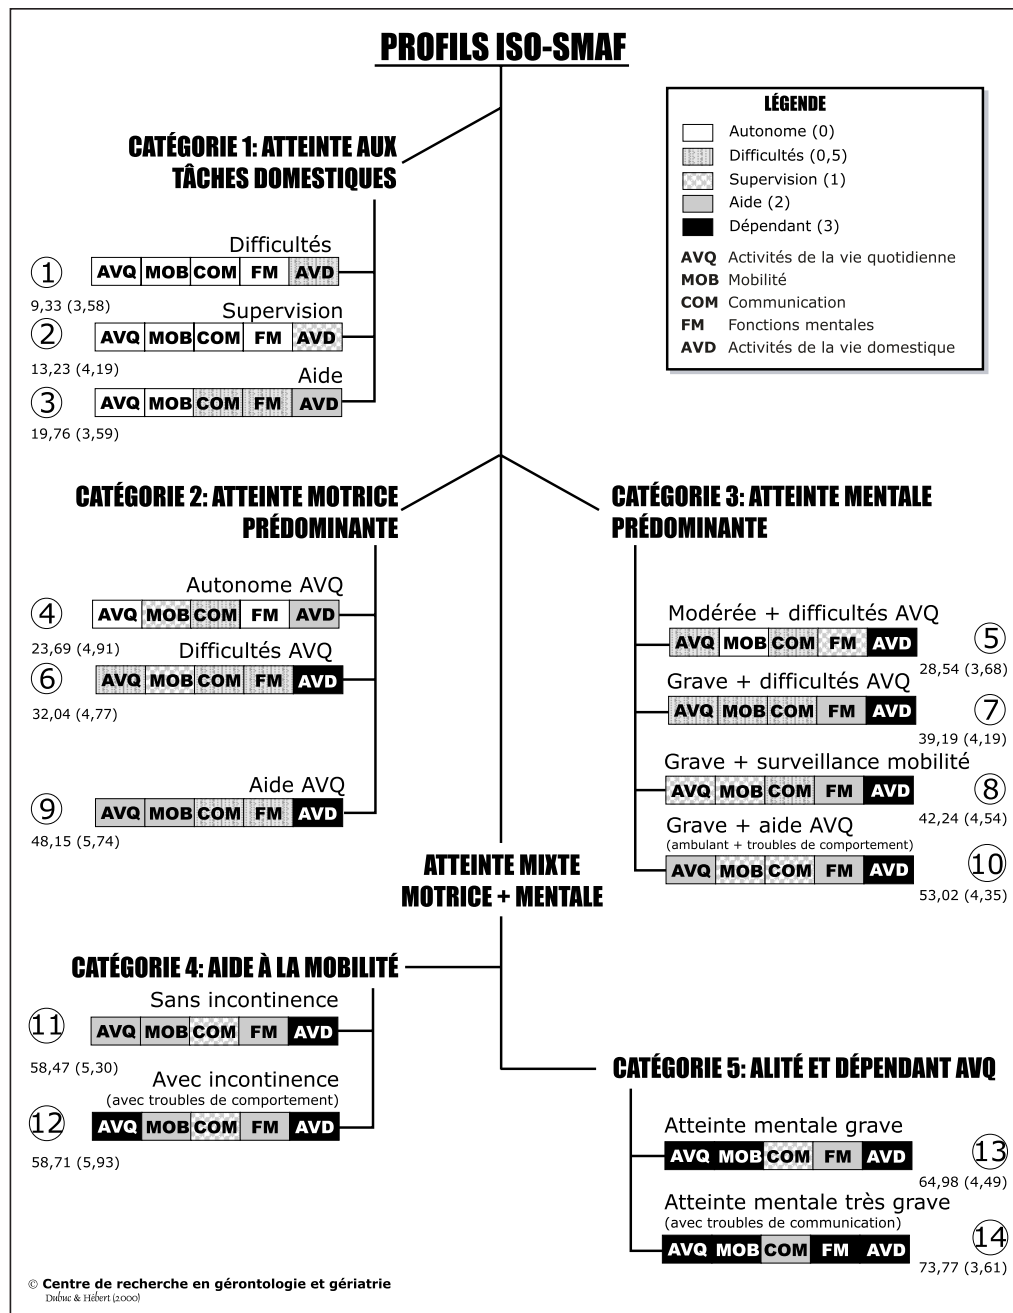 PROFILS ISO-SMAF
LÉGENDE
Autonome (0)
Difficultés (0,5)
Supervision (1)
Aide (2)
Dépendant (3)
AVQ Activités de la vie quotidienne
MOB Mobilité
COM Communication
FM Fonctions mentales
AVD Activités de la vie domestique
CATÉGORIE 1: ATTEINTE AUX
TÂCHES DOMESTIQUES
Difficultés
1 AVQ MOB COM FM AVD
9,33 (3,58)
Supervision
2 AVQ MOB COM FM AVD
13,23 (4,19)
Aide
3 AVQ MOB COM FM AVD
19,76 (3,59)
CATÉGORIE 2: ATTEINTE MOTRICE
PRÉDOMINANTE
Autonome AVQ
4 AVQ MOB COM FM AVD
23,69 (4,91)
Difficultés AVQ
6 AVQ MOB COM FM AVD
32,04 (4,77)
Aide AVQ
9 AVQ MOB COM FM AVD
48,15 (5,74)
CATÉGORIE 3: ATTEINTE MENTALE
PRÉDOMINANTE
Modérée + difficultés AVQ
AVQ MOB COM FM AVD 5
28,54 (3,68)
Grave + difficultés AVQ
AVQ MOB COM FM AVD 7
39,19 (4,19)
Grave + surveillance mobilité
AVQ MOB COM FM AVD 8
42,24 (4,54)
Grave + aide AVQ
(ambulant + troubles de comportement)
AVQ MOB COM FM AVD 10
53,02 (4,35)
ATTEINTE MIXTE
MOTRICE + MENTALE
CATÉGORIE 4: AIDE À LA MOBILITÉ
Sans incontinence
11 AVQ MOB COM FM AVD
58,47 (5,30)
Avec incontinence
(avec troubles de comportement)
12 AVQ MOB COM FM AVD
58,71 (5,93)
CATÉGORIE 5: ALITÉ ET DÉPENDANT AVQ
Atteinte mentale grave
AVQ MOB COM FM AVD 13
64,98 (4,49)
Atteinte mentale très grave
(avec troubles de communication)
AVQ MOB COM FM AVD 14
73,77 (3,61)
© Centre de recherche en gérontologie et gériatrie
Dubuc & Hébert (2000)